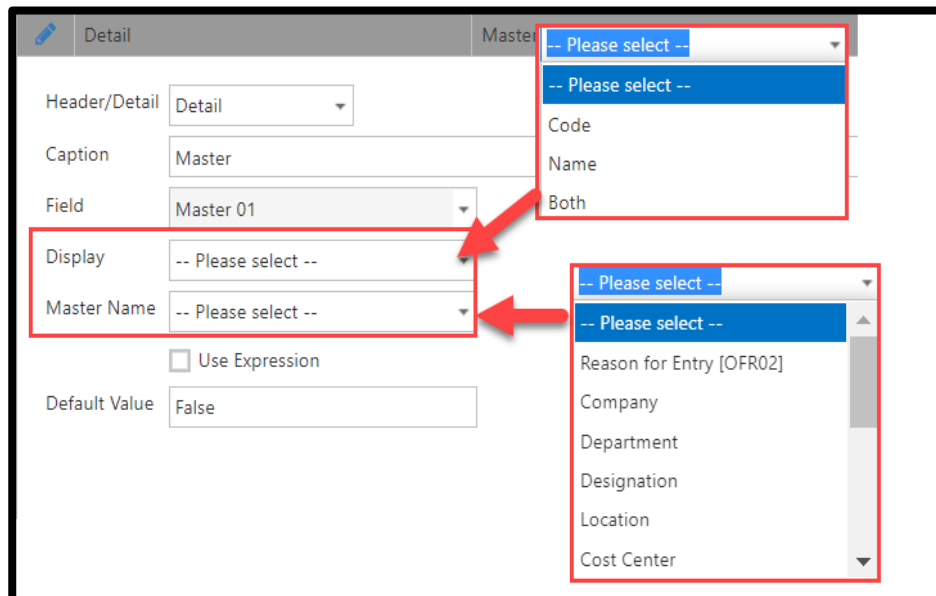 Detail
Master
-- Please select --
-- Please select --
Code
Name
Both
Header/Detail Detail
Caption Master
Field Master 01
Display -- Please select --
Master Name -- Please select --
Use Expression
Default Value False
-- Please select --
-- Please select --
Reason for Entry [OFR02]
Company
Department
Designation
Location
Cost Center